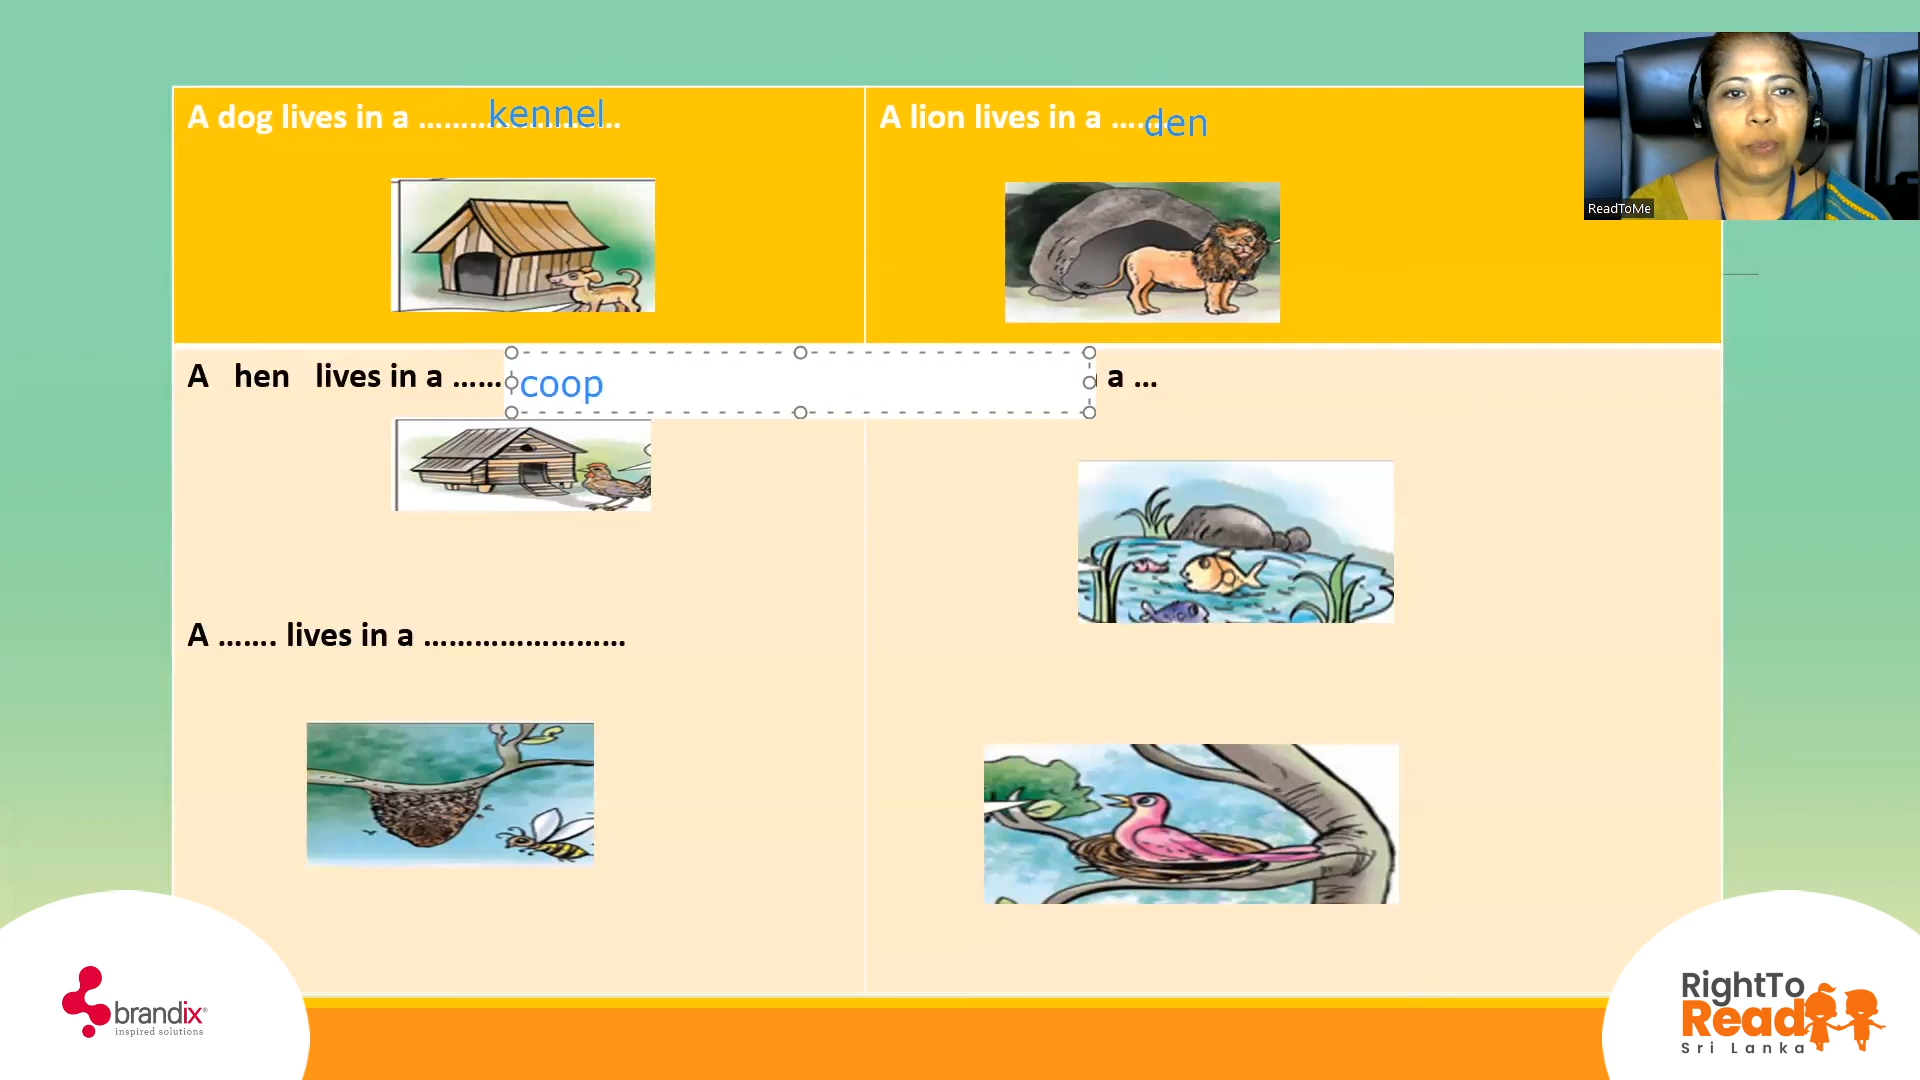 A dog lives in a ........................
kennel
A lion lives in a .......
den
ReadToMe
A hen lives in a ......
coop
a ...
A ....... lives in a ........................
brandix
inspired solutions
RightTo
Read
Sri Lanka